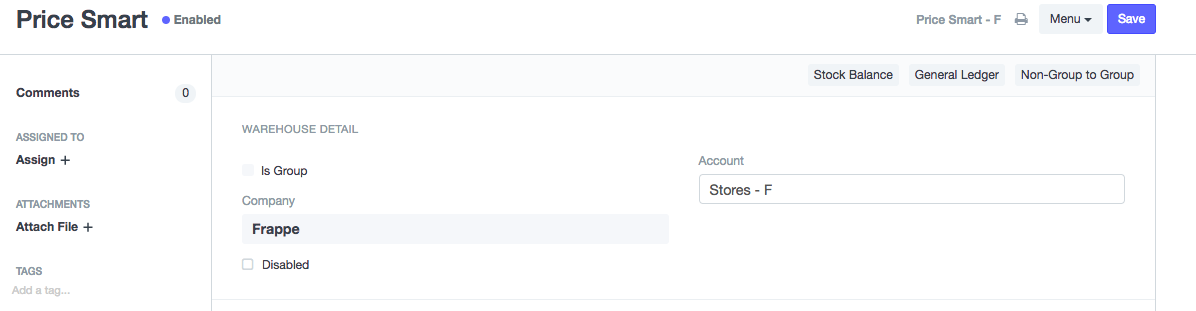 Price Smart Enabled Price Smart - F Menu Save
Stock Balance General Ledger Non-Group to Group
Comments 0
ASSIGNED TO
Assign +
ATTACHMENTS
Attach File +
TAGS
Add a tag...
WAREHOUSE DETAIL
Is Group
Company
Frappe
Disabled
Account
Stores - F